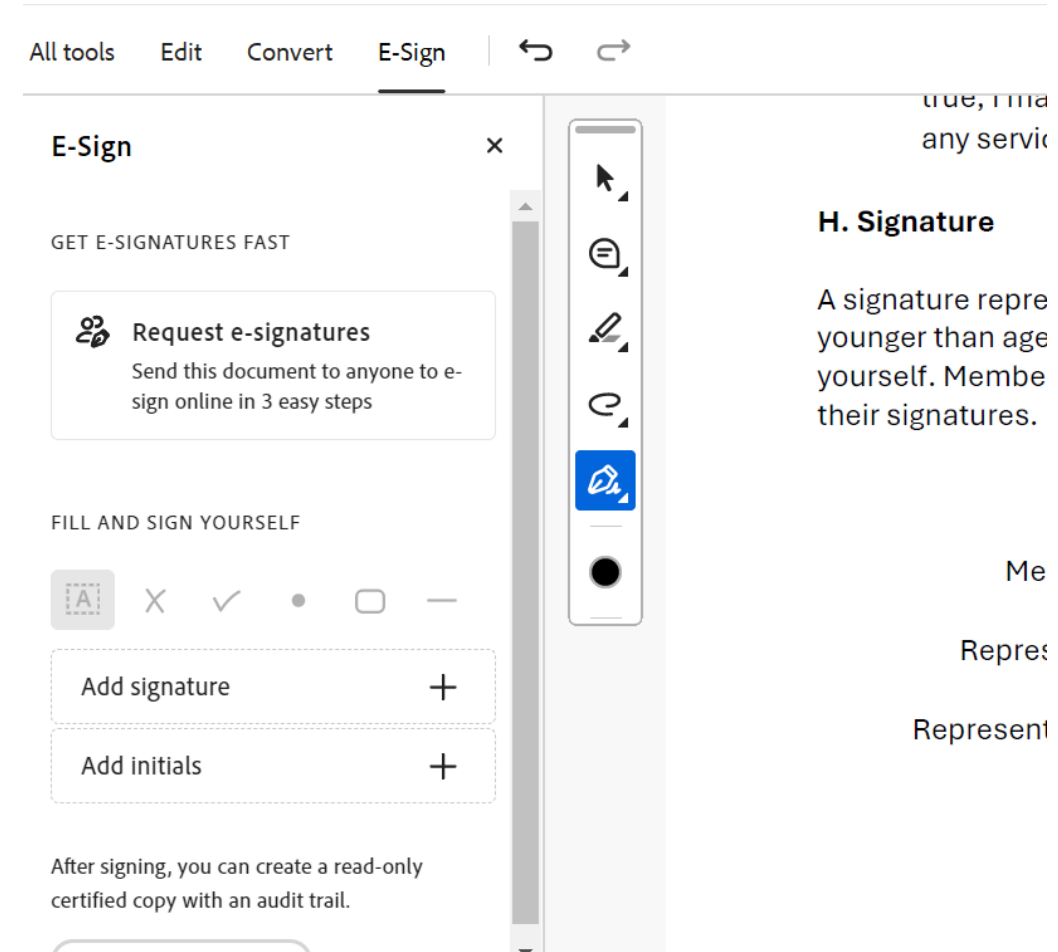 All tools Edit Convert E-Sign
E-Sign
GET E-SIGNATURES FAST
Request e-signatures
Send this document to anyone to e-
sign online in 3 easy steps
FILL AND SIGN YOURSELF
A
Add signature
Add initials
After signing, you can create a read-only
certified copy with an audit trail.
any servic
H. Signature
A signature repre
younger than age
yourself. Membe
their signatures.
Me
Repres
Represent